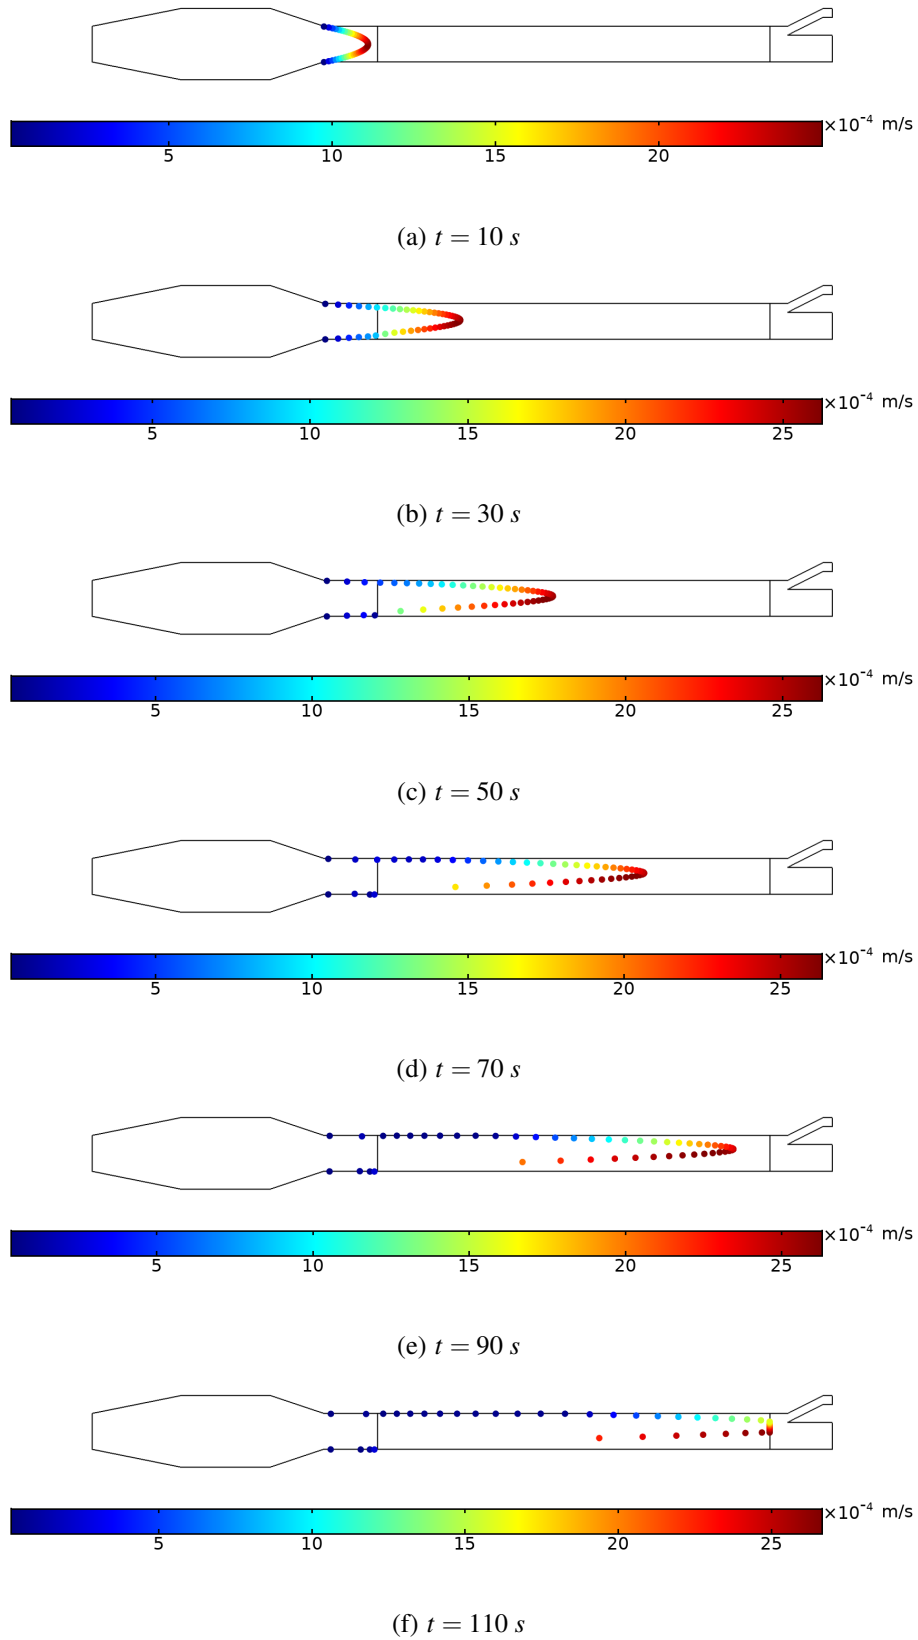 ×10⁻⁴ m/s
5 10 15 20
(a) t = 10 s
×10⁻⁴ m/s
5 10 15 20 25
(b) t = 30 s
×10⁻⁴ m/s
5 10 15 20 25
(c) t = 50 s
×10⁻⁴ m/s
5 10 15 20 25
(d) t = 70 s
×10⁻⁴ m/s
5 10 15 20 25
(e) t = 90 s
×10⁻⁴ m/s
5 10 15 20 25
(f) t = 110 s